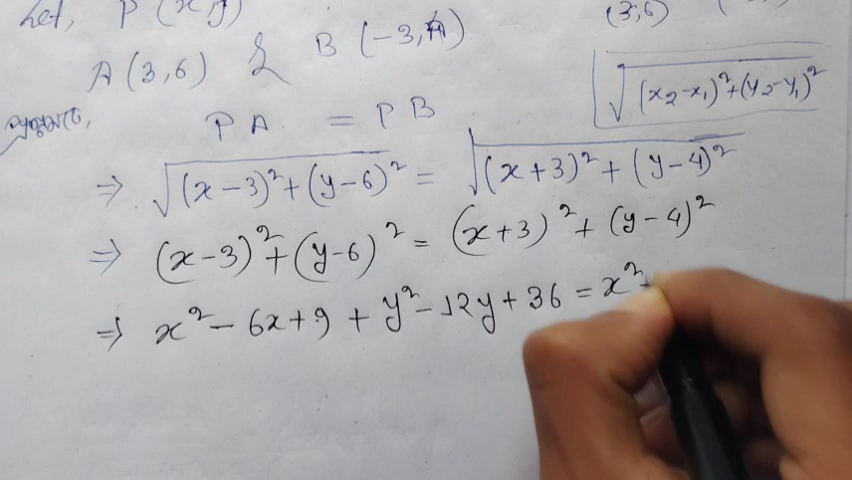 Let, P (x,y)
(3,6)
A (3,6) & B (-3,4)
√(x₂-x₁)²+(y₂-y₁)²
PA = PB
⇒ √(x-3)²+(y-6)² = √(x+3)²+(y-4)²
⇒ (x-3)²+(y-6)² = (x+3)²+(y-4)²
⇒ x²-6x+9+y²-12y+36 = x²+